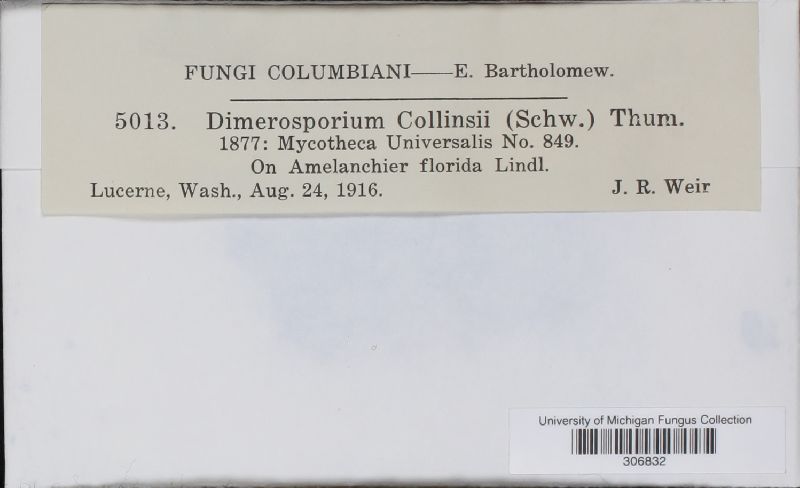 FUNGI COLUMBIANI——E. Bartholomew.
5013. Dimerosporium Collinsii (Schw.) Thum.
1877: Mycotheca Universalis No. 849.
On Amelanchier florida Lindl.
Lucerne, Wash., Aug. 24, 1916. J. R. Weir
University of Michigan Fungus Collection
306832